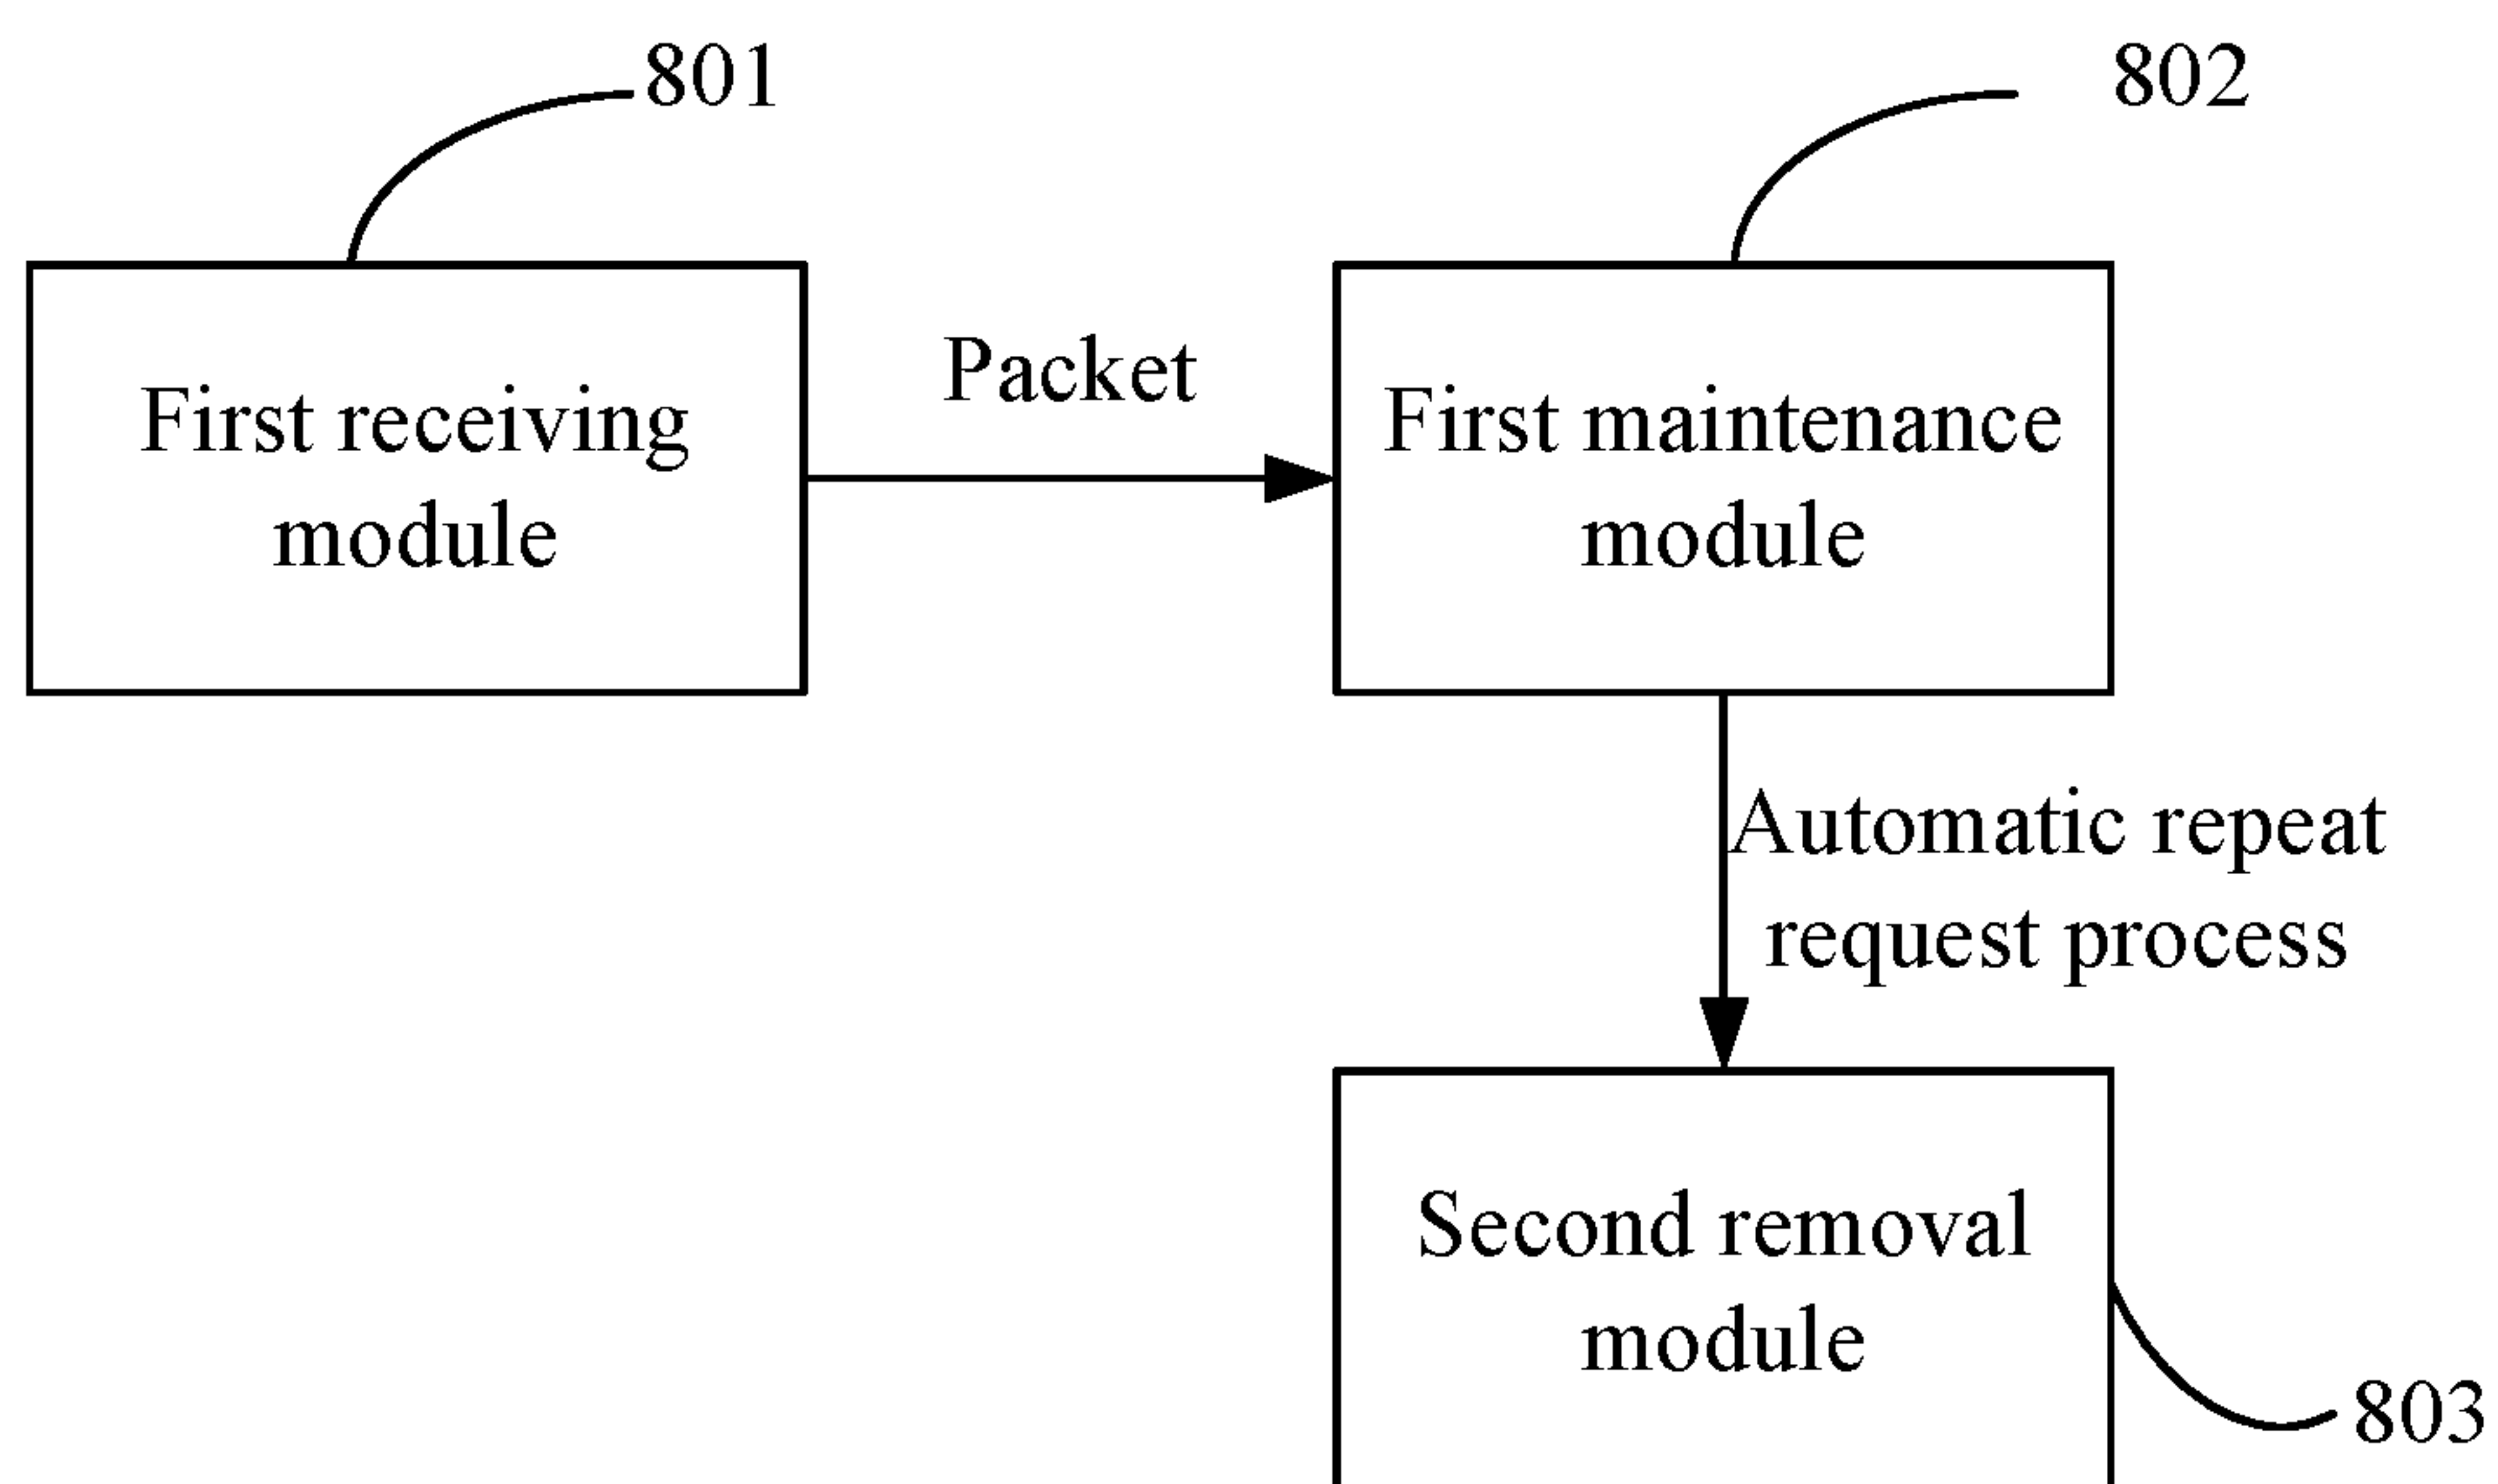 801
802
First receiving
module
Packet
First maintenance
module
Automatic repeat
request process
Second removal
module
803